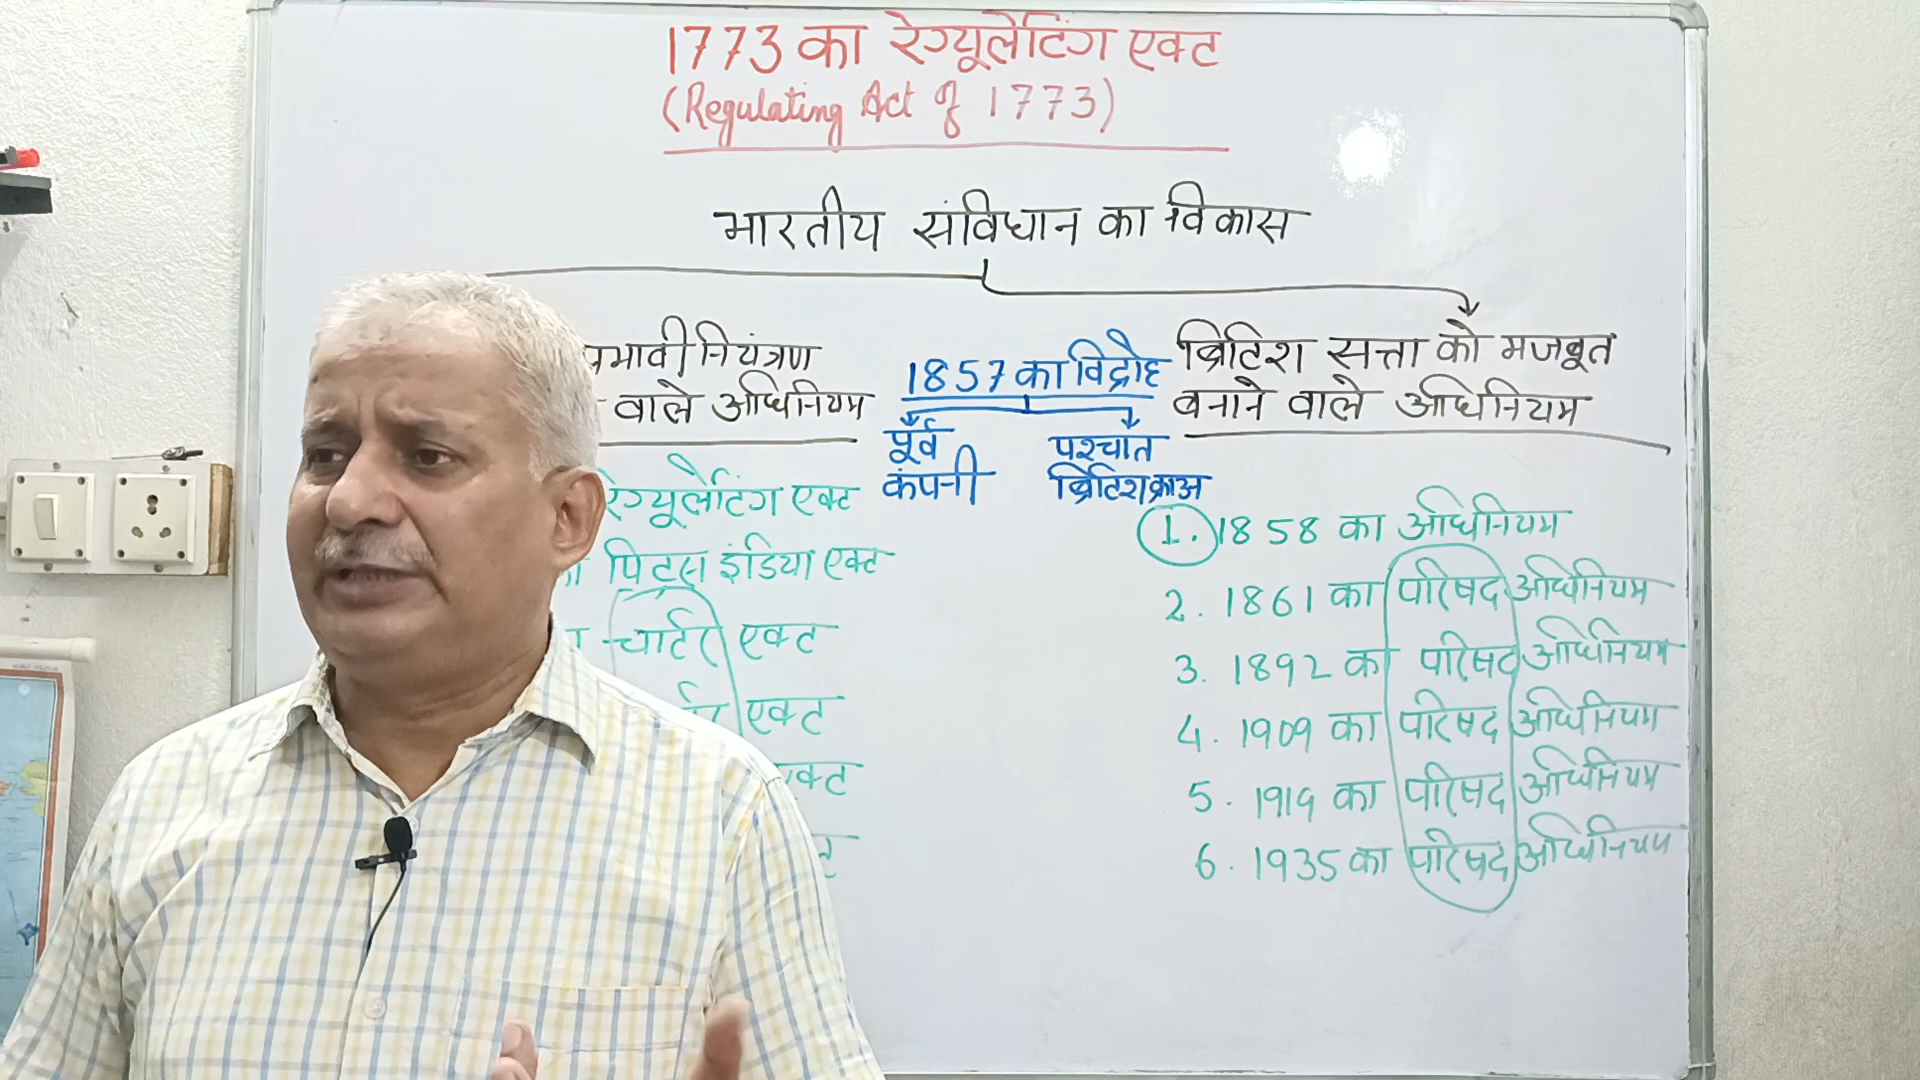 1773 का रेग्यूलेटिंग एक्ट
(Regulating Act of 1773)
भारतीय संविधान का विकास
प्रभावी नियंत्रण
वाले अधिनियम
1857 का विद्रोह
पूर्व
कंपनी
पश्चात
ब्रिटिश क्राउन
ब्रिटिश सत्ता को मजबूत
बनाने वाले अधिनियम
रेग्यूलेटिंग एक्ट
पिट्स इंडिया एक्ट
चार्टर एक्ट
एक्ट
एक्ट
1. 1858 का अधिनियम
2. 1861 का परिषद अधिनियम
3. 1892 का परिषद अधिनियम
4. 1909 का परिषद अधिनियम
5. 1919 का परिषद अधिनियम
6. 1935 का परिषद अधिनियम